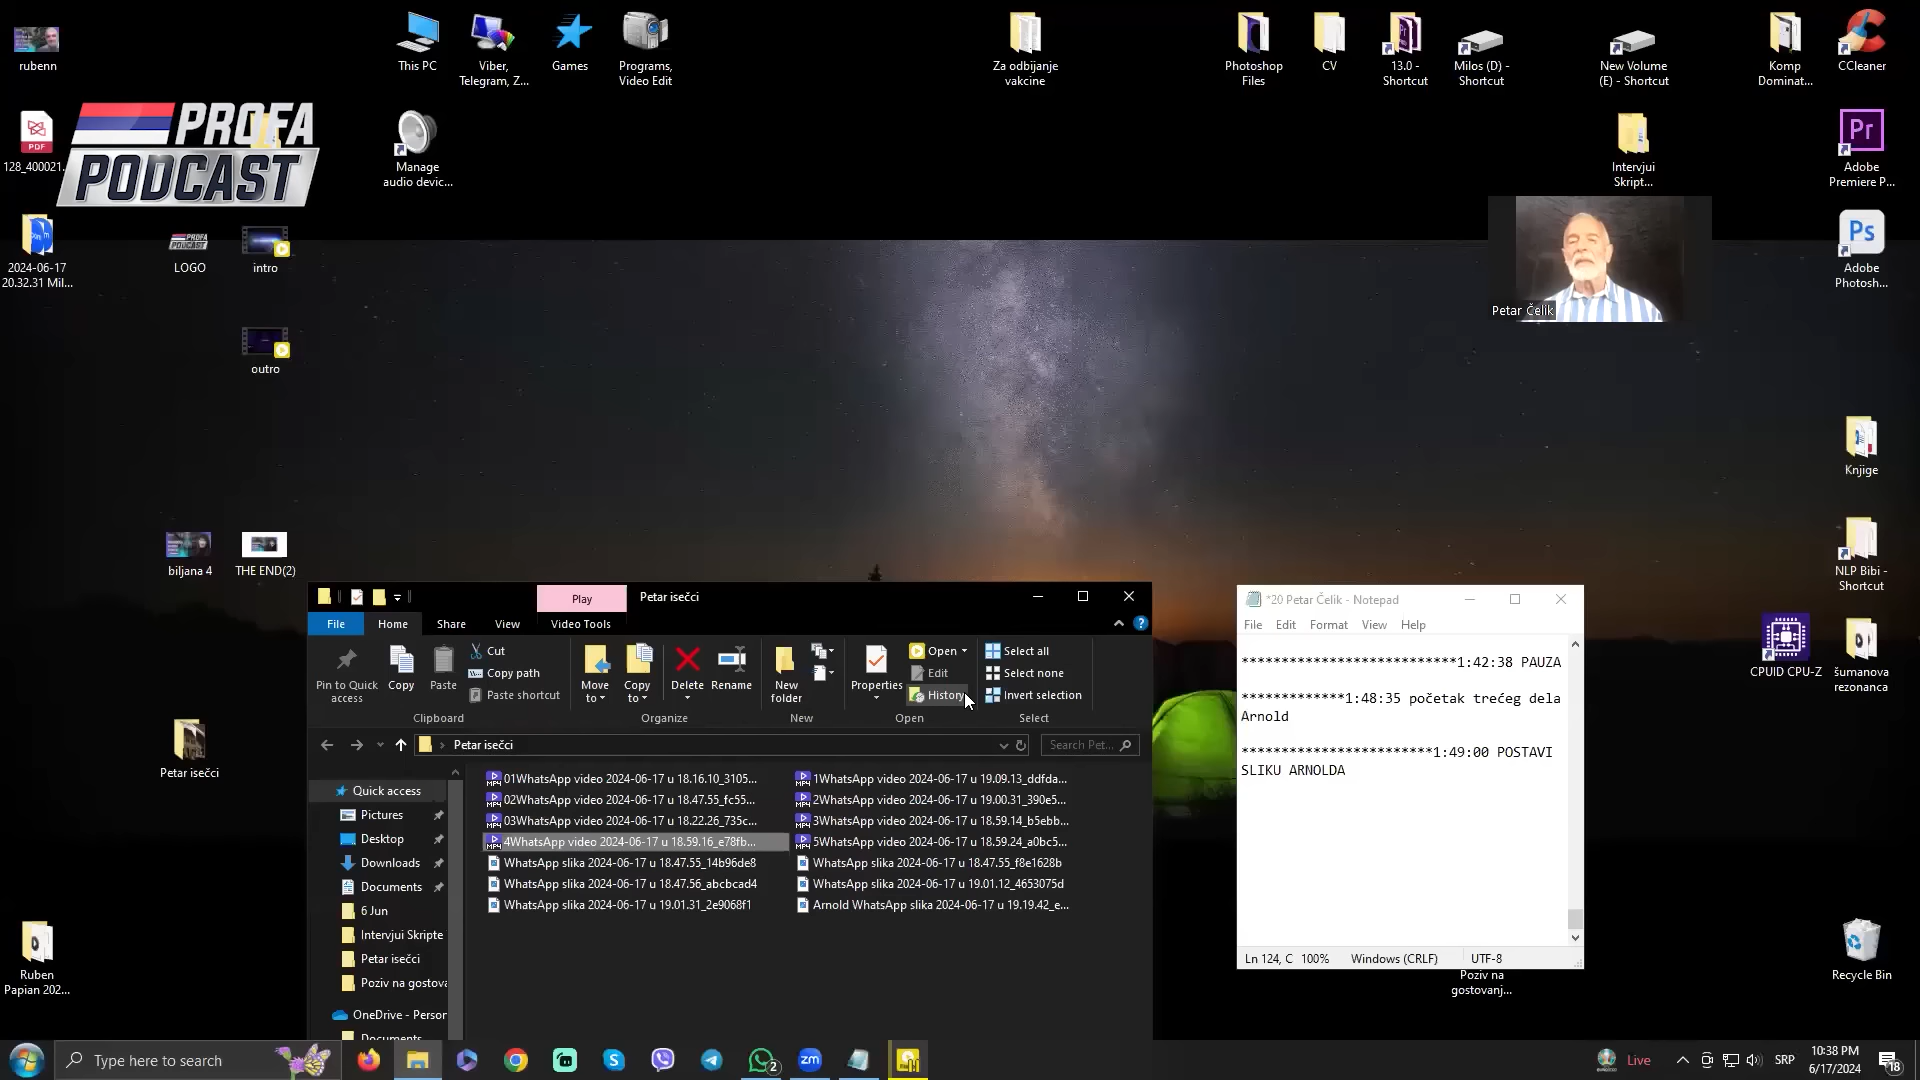 rubenn
This PC
Viber,
Telegram, Z...
Games
Programs,
Video Edit
Za odbijanje
vakcine
Photoshop
Files
CV
13.0 -
Shortcut
Milos (D) -
Shortcut
New Volume
(E) - Shortcut
Komp
Dominat...
CCleaner
PDF
128_400021.
PROFA
PODCAST
Manage
audio devic...
Intervjui
Skript...
Pr
Adobe
Premiere P...
2024-06-17
20.32.31 Mil...
PROFA
PODCAST
LOGO
intro
Petar Čelik
Ps
Adobe
Photosh...
outro
Knjige
biljana 4
THE END(2)
NLP Bibi -
Shortcut
CPUID CPU-Z
šumanova
rezonanca
Petar isečci
Ruben
Papian 202...
Poziv na
gostovanj...
Recycle Bin
Play
Petar isečci
File
Home
Share
View
Video Tools
Pin to Quick
access
Copy
Paste
Cut
Copy path
Paste shortcut
Move
to
Copy
to
Delete
Rename
New
folder
Properties
Open
Edit
History
Select all
Select none
Invert selection
Clipboard
Organize
New
Open
Select
Petar isečci
Search Pet...
Quick access
Pictures
Desktop
Downloads
Documents
6 Jun
Intervjui Skripte
Petar isečci
Poziv na gostova
OneDrive - Person
Documents
01WhatsApp video 2024-06-17 u 18.16.10_3105...
02WhatsApp video 2024-06-17 u 18.47.55_fc55...
03WhatsApp video 2024-06-17 u 18.22.26_735c...
4WhatsApp video 2024-06-17 u 18.59.16_e78fb...
WhatsApp slika 2024-06-17 u 18.47.55_14b96de8
WhatsApp slika 2024-06-17 u 18.47.56_abcbcad4
WhatsApp slika 2024-06-17 u 19.01.31_2e9068f1
1WhatsApp video 2024-06-17 u 19.09.13_ddfda...
2WhatsApp video 2024-06-17 u 19.00.31_390e5...
3WhatsApp video 2024-06-17 u 18.59.14_b5ebb...
5WhatsApp video 2024-06-17 u 18.59.24_a0bc5...
WhatsApp slika 2024-06-17 u 18.47.55_f8e1628b
WhatsApp slika 2024-06-17 u 19.01.12_4653075d
Arnold WhatsApp slika 2024-06-17 u 19.19.42_e...
*20 Petar Čelik - Notepad
File Edit Format View Help
***************************1:42:38 PAUZA
*************1:48:35 početak trećeg dela
Arnold
************************1:49:00 POSTAVI
SLIKU ARNOLDA
Ln 124, C 100% Windows (CRLF) UTF-8
Type here to search
zm
2
Live
SRP
10:38 PM
6/17/2024
18